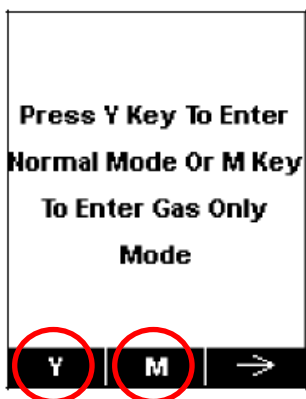 Press Y Key To Enter
Normal Mode Or M Key
To Enter Gas Only
Mode
Y M →